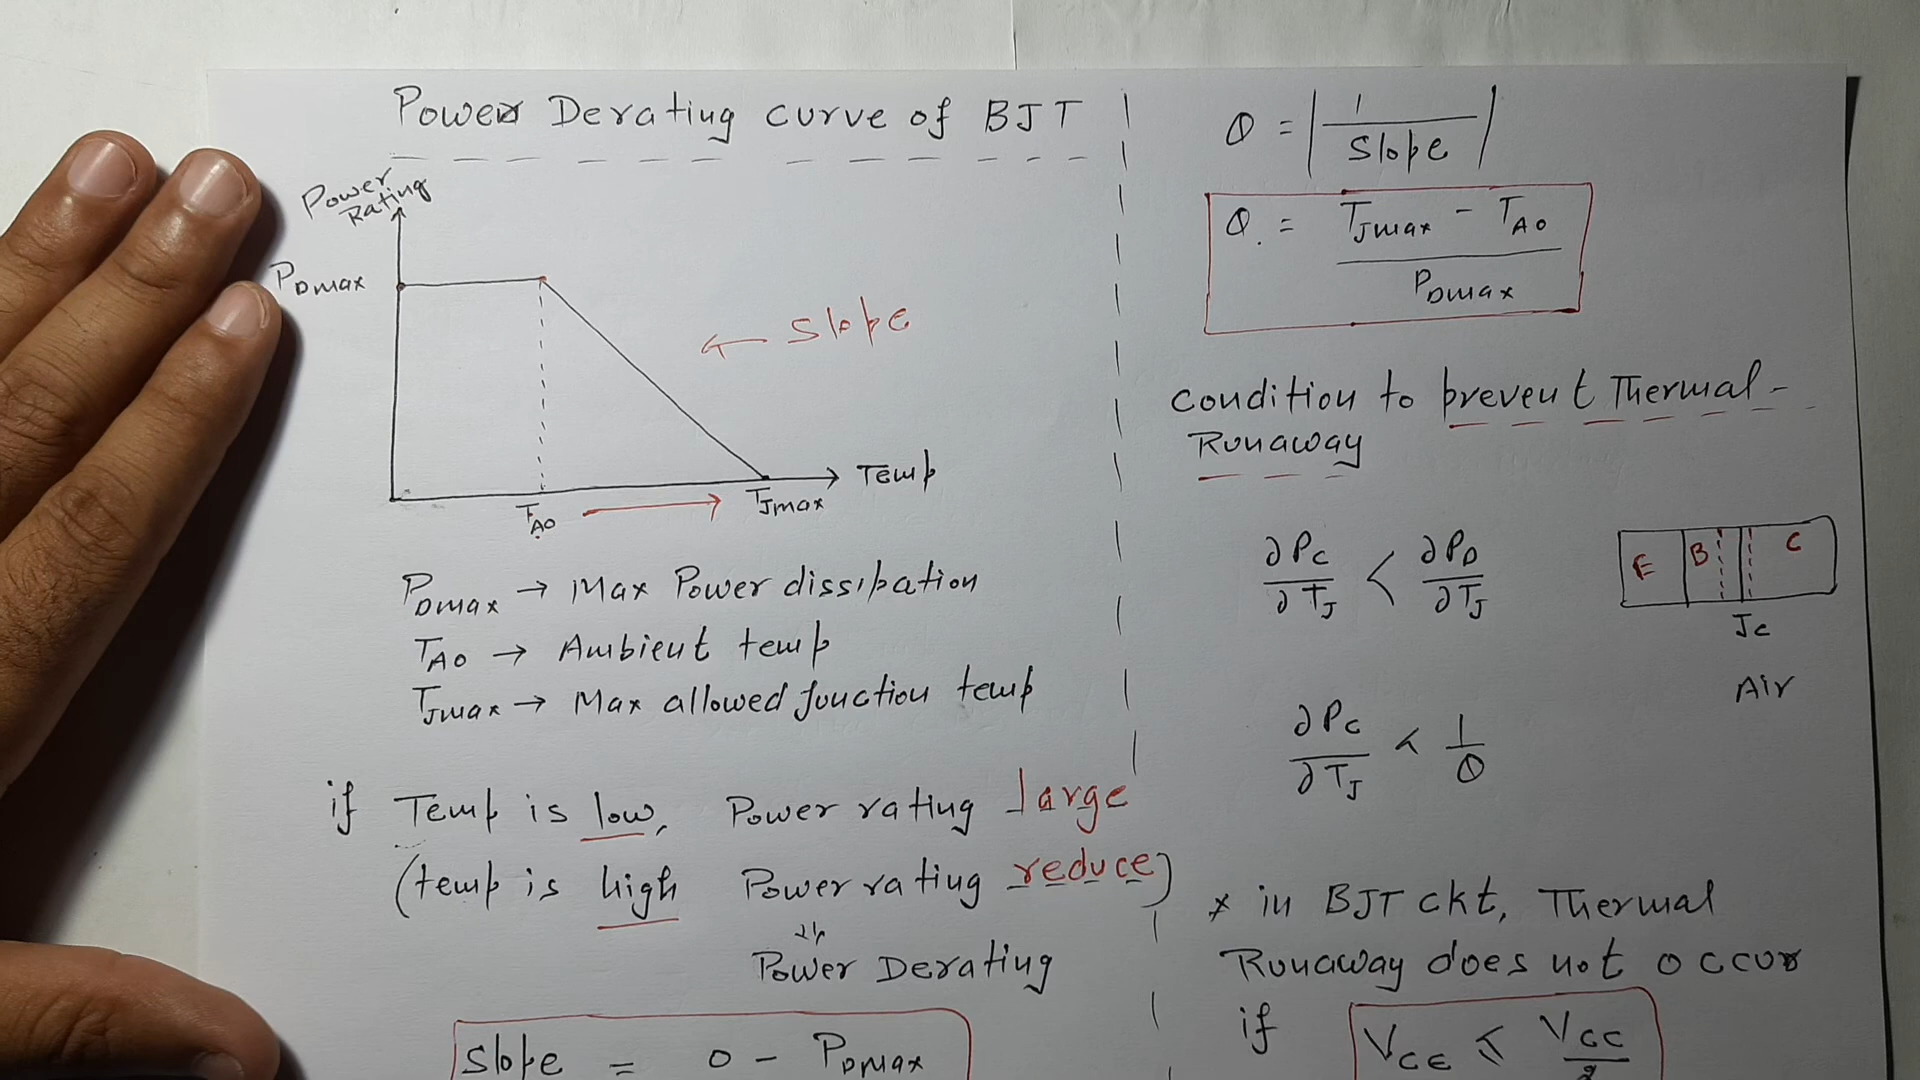 Power Derating curve of BJT
Power
Rating
PDmax
← Slope
Temp
TAO
TJmax
PDmax → Max Power dissipation
TAO → Ambient temp
TJmax → Max allowed junction temp
if Temp is low, Power rating large
(temp is high Power rating reduce)
Power Derating
Slope = 0 - PDmax
θ = | 1 / Slope |
θ = TJmax - TAO / PDmax
Condition to prevent Thermal-
Runaway
∂PC / ∂TJ < ∂PD / ∂TJ
E B C
Jc
Air
∂PC / ∂TJ < 1 / θ
* in BJT ckt, Thermal
Runaway does not occur
if VCE ≤ VCC / 2